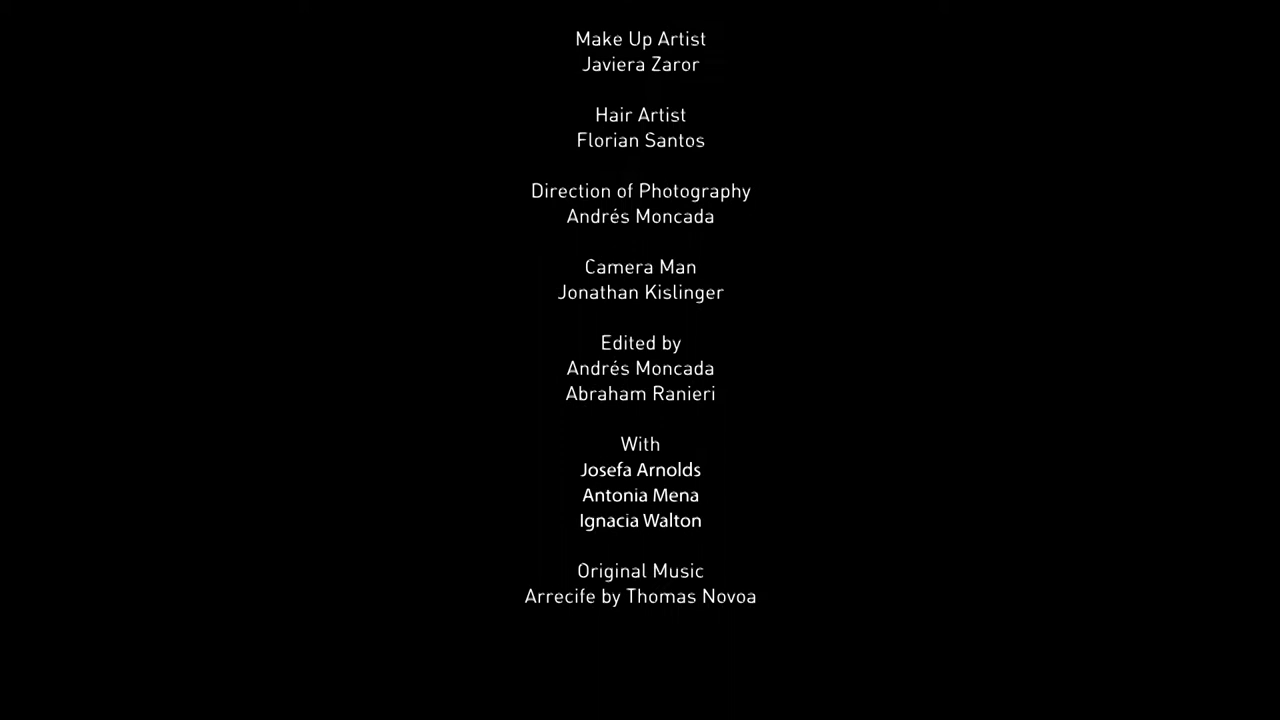 Make Up Artist
Javiera Zaror
Hair Artist
Florian Santos
Direction of Photography
Andrés Moncada
Camera Man
Jonathan Kislinger
Edited by
Andrés Moncada
Abraham Ranieri
With
Josefa Arnolds
Antonia Mena
Ignacia Walton
Original Music
Arrecife by Thomas Novoa